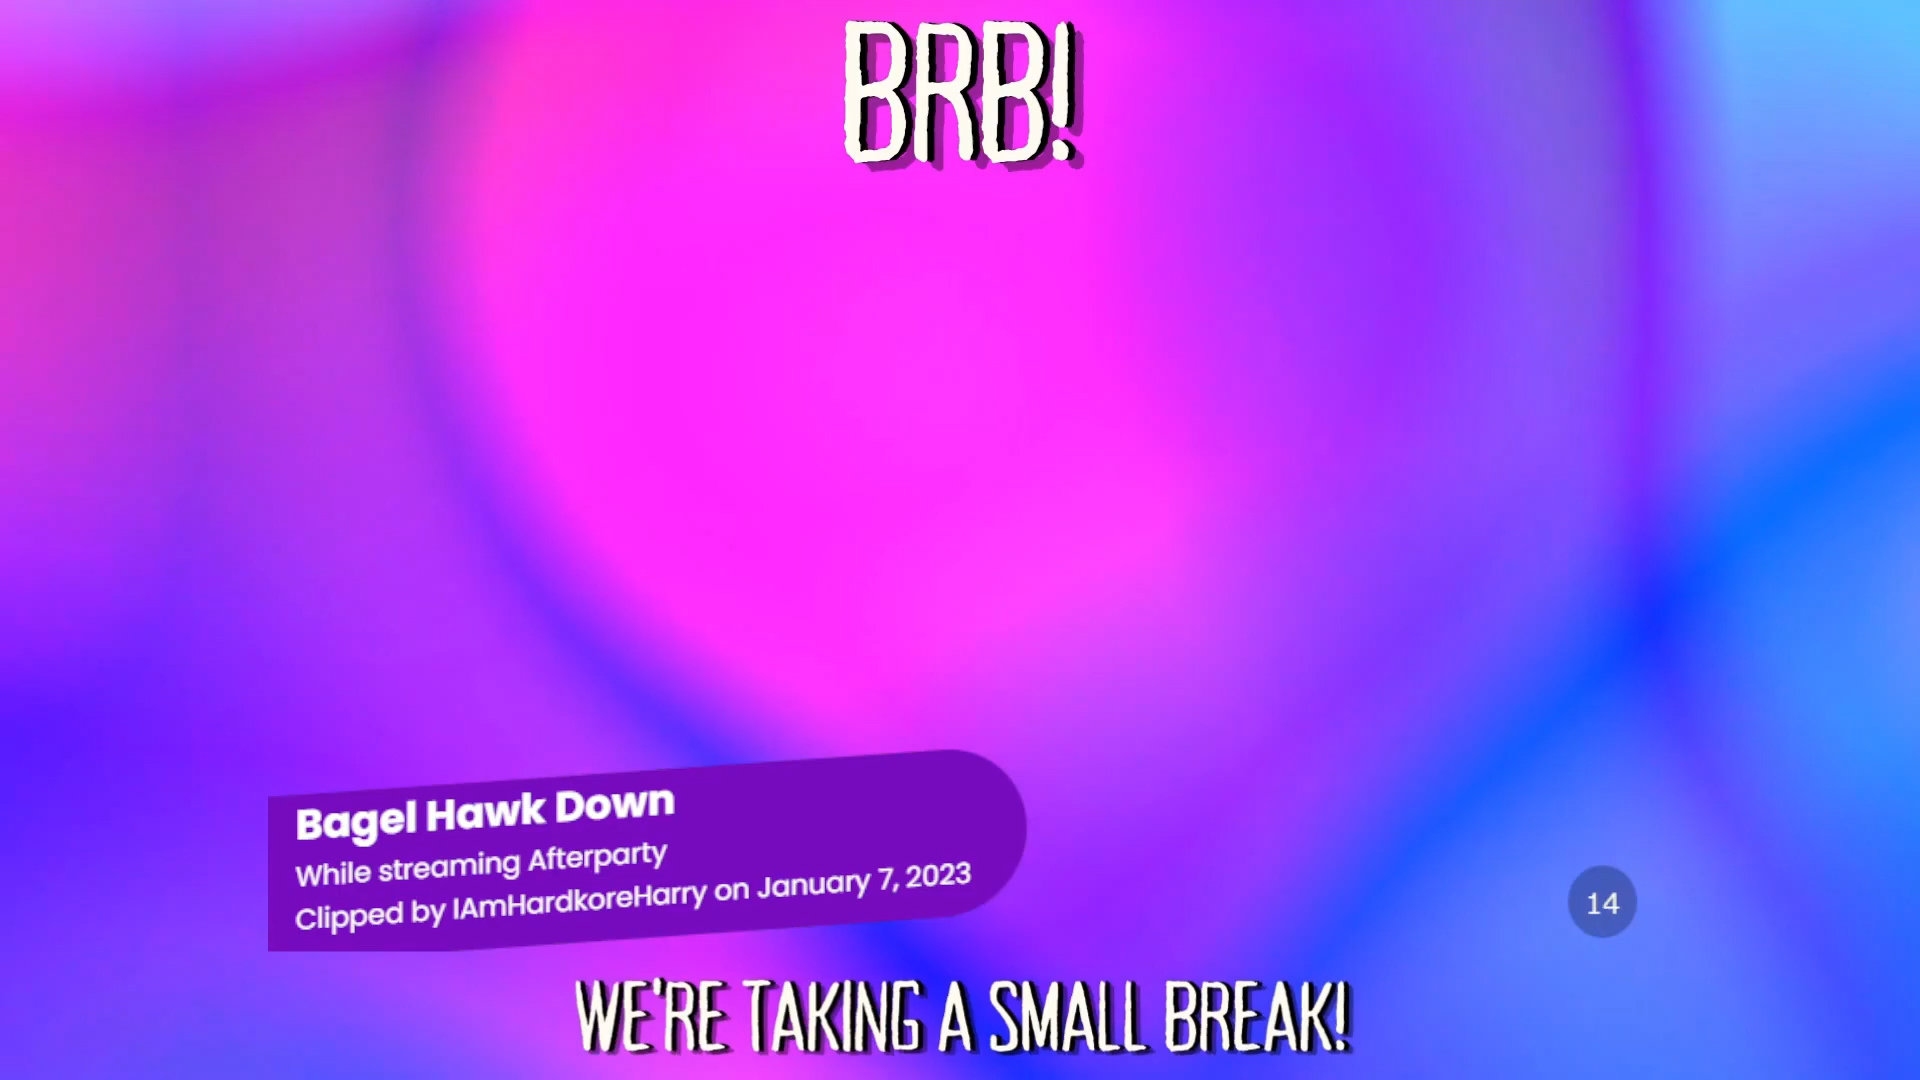 BRB!
Bagel Hawk Down
While streaming Afterparty
Clipped by IAmHardkoreHarry on January 7, 2023
14
WE'RE TAKING A SMALL BREAK!